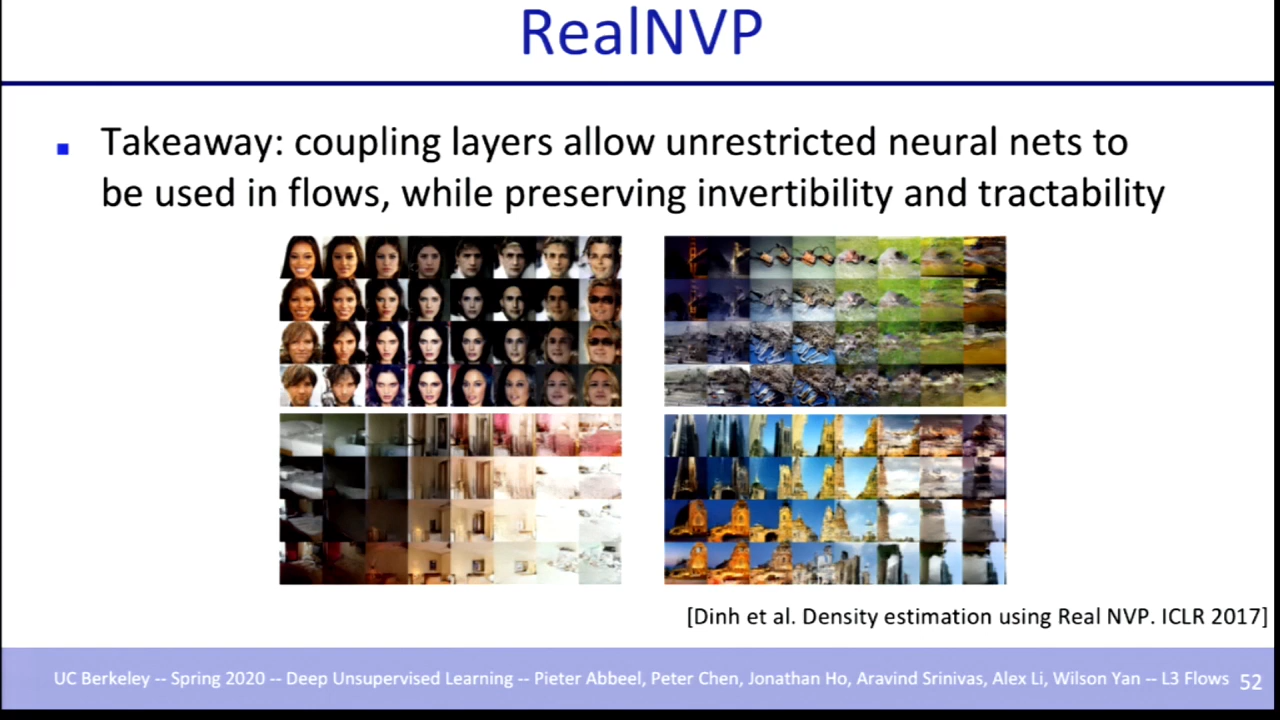 RealNVP
Takeaway: coupling layers allow unrestricted neural nets to
be used in flows, while preserving invertibility and tractability
[Dinh et al. Density estimation using Real NVP. ICLR 2017]
UC Berkeley -- Spring 2020 -- Deep Unsupervised Learning -- Pieter Abbeel, Peter Chen, Jonathan Ho, Aravind Srinivas, Alex Li, Wilson Yan -- L3 Flows 52